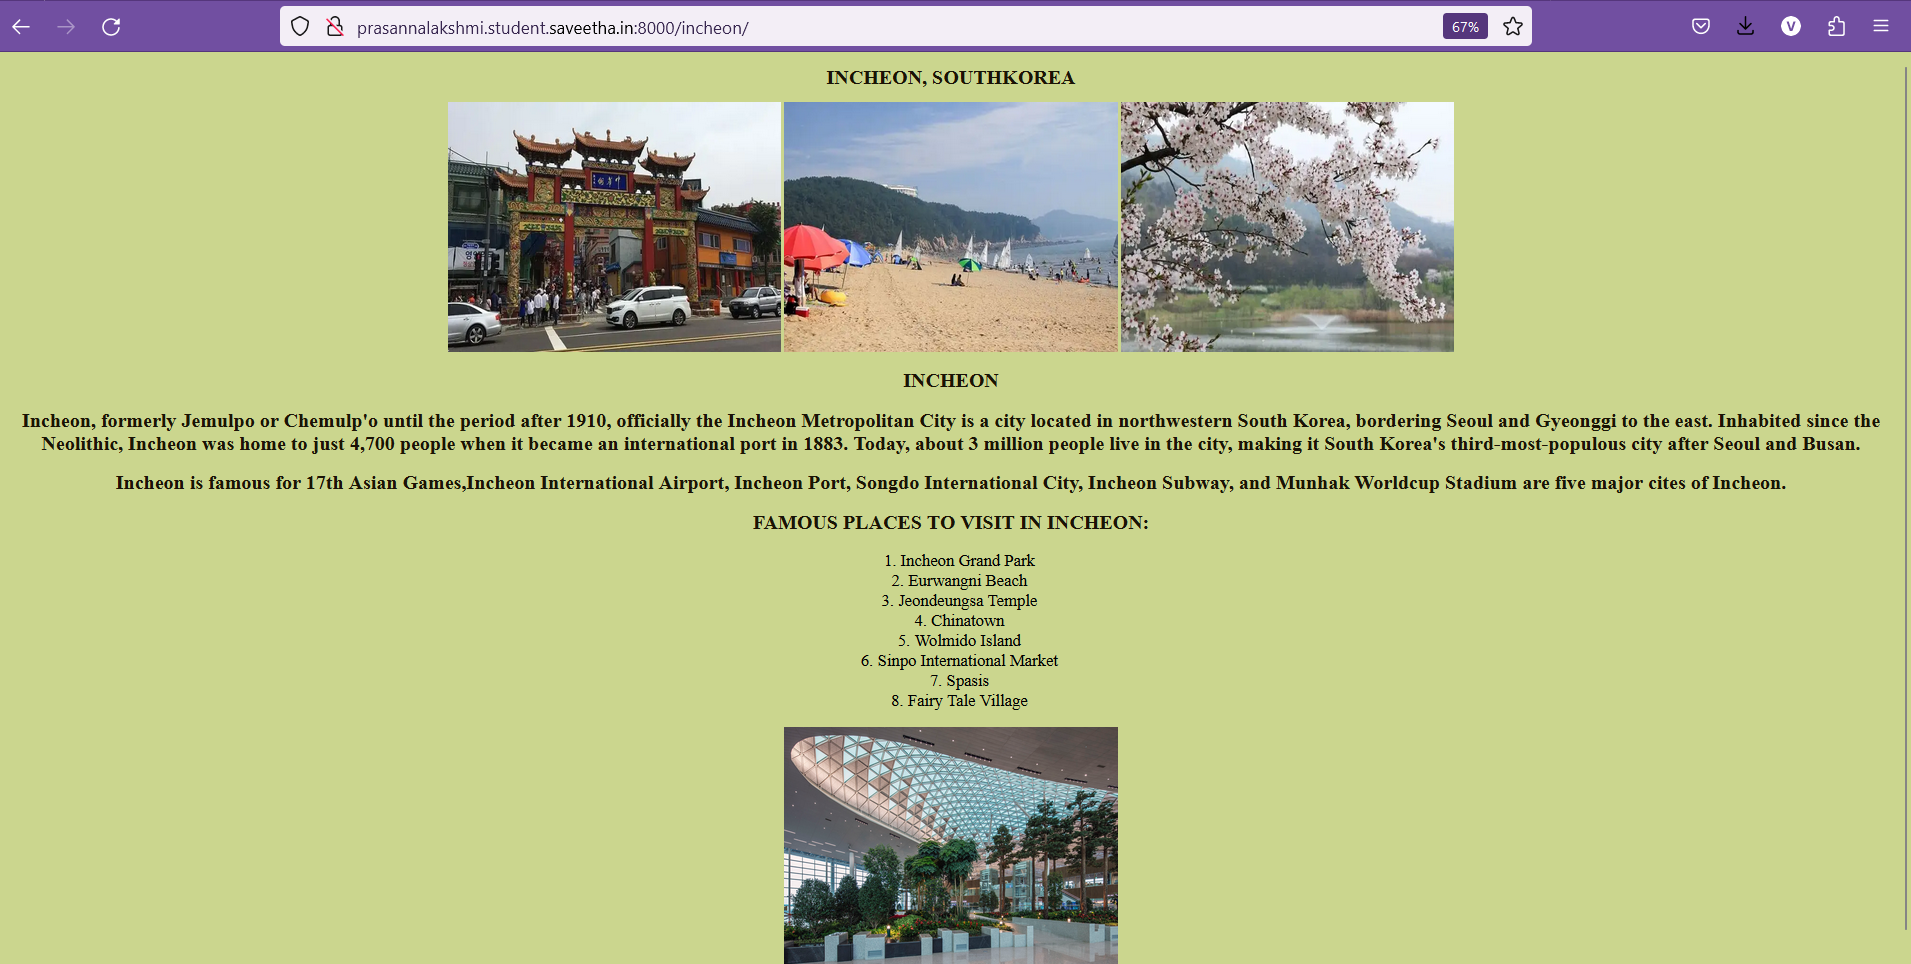 prasannalakshmi.student.saveetha.in:8000/incheon/
67%
V
INCHEON, SOUTHKOREA
INCHEON
Incheon, formerly Jemulpo or Chemulp'o until the period after 1910, officially the Incheon Metropolitan City is a city located in northwestern South Korea, bordering Seoul and Gyeonggi to the east. Inhabited since the
Neolithic, Incheon was home to just 4,700 people when it became an international port in 1883. Today, about 3 million people live in the city, making it South Korea's third-most-populous city after Seoul and Busan.
Incheon is famous for 17th Asian Games,Incheon International Airport, Incheon Port, Songdo International City, Incheon Subway, and Munhak Worldcup Stadium are five major cites of Incheon.
FAMOUS PLACES TO VISIT IN INCHEON:
1. Incheon Grand Park
2. Eurwangni Beach
3. Jeondeungsa Temple
4. Chinatown
5. Wolmido Island
6. Sinpo International Market
7. Spasis
8. Fairy Tale Village